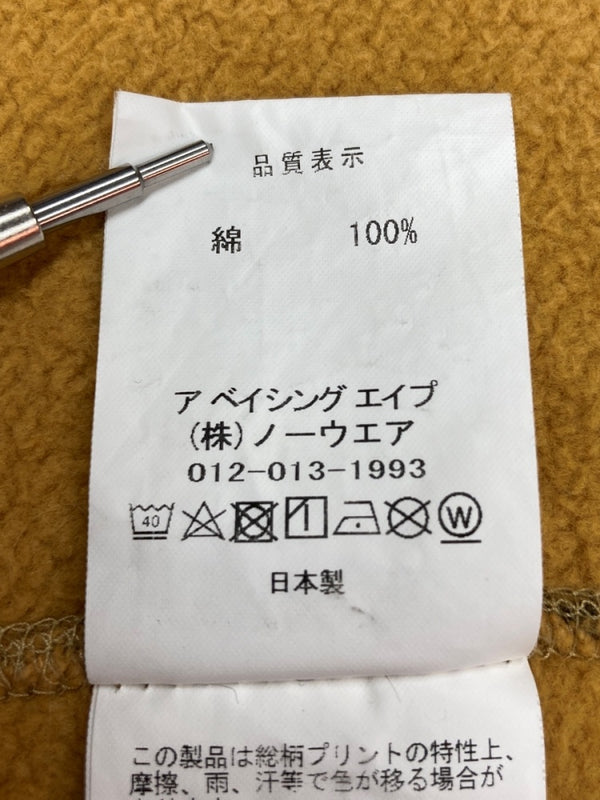 品質表示
綿 100%
ア ベイシング エイプ
(株)ノーウエア
012-013-1993
40
W
日本製
この製品は総柄プリントの特性上、
摩擦、雨、汗等で色が移る場合が